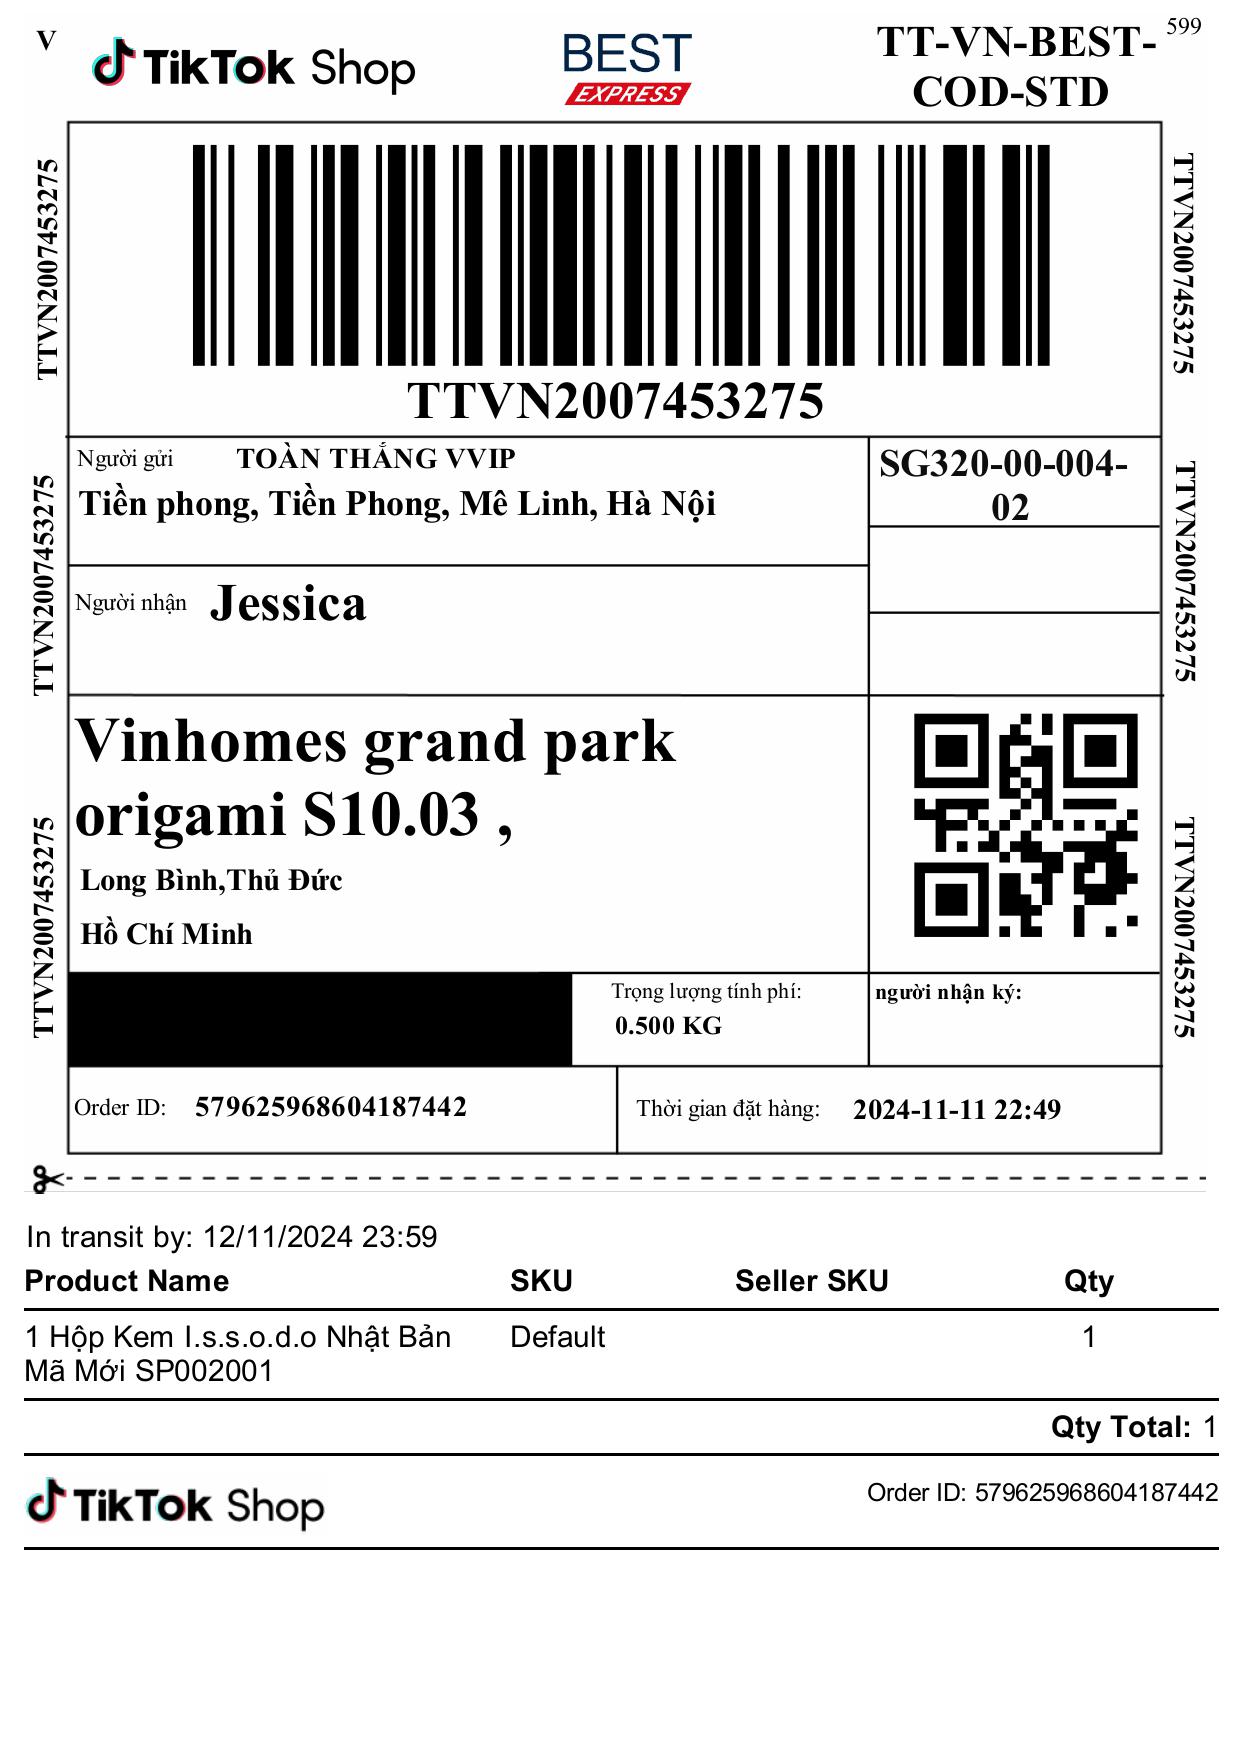 V
TikTok Shop
BEST
EXPRESS
TT-VN-BEST-
COD-STD
599
TTVN2007453275
TTVN2007453275
TTVN2007453275
Người gửi TOÀN THẮNG VVIP
Tiền phong, Tiền Phong, Mê Linh, Hà Nội
SG320-00-004-
02
TTVN2007453275
TTVN2007453275
Người nhận Jessica
Vinhomes grand park
origami S10.03 ,
Long Bình,Thủ Đức
Hồ Chí Minh
TTVN2007453275
TTVN2007453275
Trọng lượng tính phí:
0.500 KG
người nhận ký:
Order ID: 579625968604187442
Thời gian đặt hàng: 2024-11-11 22:49
In transit by: 12/11/2024 23:59
Product Name SKU Seller SKU Qty
1 Hộp Kem I.s.s.o.d.o Nhật Bản Default 1
Mã Mới SP002001
Qty Total: 1
TikTok Shop
Order ID: 579625968604187442